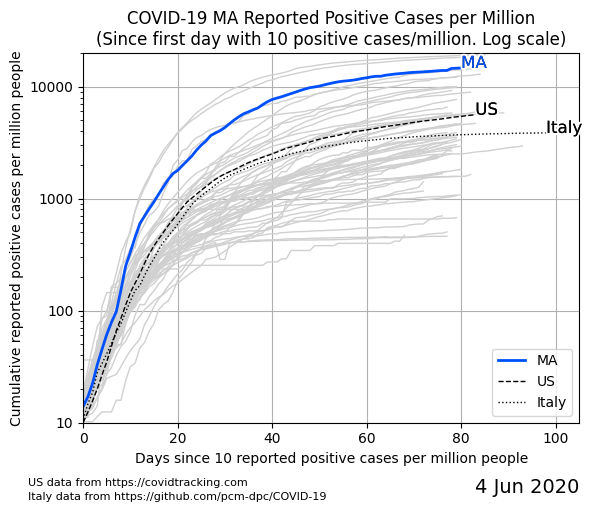 COVID-19 MA Reported Positive Cases per Million
(Since first day with 10 positive cases/million. Log scale)
Cumulative reported positive cases per million people
10000
1000
100
10
MA
US
Italy
MA
US
Italy
0
20
40
60
80
100
Days since 10 reported positive cases per million people
US data from https://covidtracking.com
Italy data from https://github.com/pcm-dpc/COVID-19
4 Jun 2020